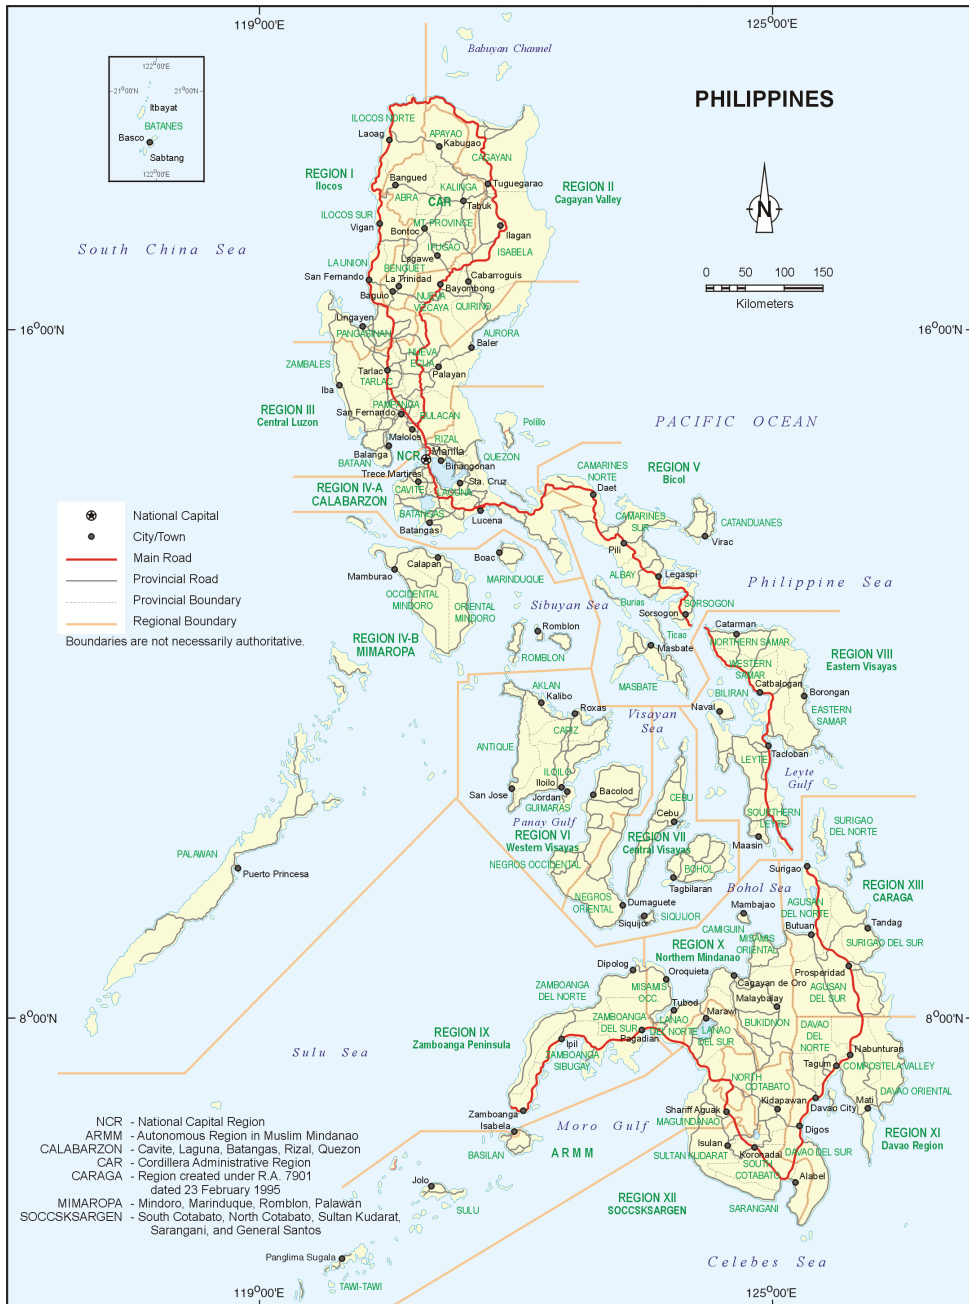 119°00'E
125°00'E
Babuyan Channel
122°00'E
21°00'N
21°00'N
Itbayat
BATANES
Basco
Sabtang
122°00'E
PHILIPPINES
N
0 40 50 100 150
Kilometers
ILOCOS NORTE
Laoag
APAYAO
Kabugao
CAGAYAN
REGION I
Ilocos
Bangued
ABRA
KALINGA
CAR
Tabuk
Tuguegarao
REGION II
Cagayan Valley
ILOCOS SUR
Vigan
MT. PROVINCE
Bontoc
Ilagan
IFUGAO
Lagawe
ISABELA
South China Sea
LA UNION
BENGUET
San Fernando
La Trinidad
Cabarroguis
Baguio
Bayombong
NUEVA
VIZCAYA
QUIRINO
Lingayen
PANGASINAN
16°00'N
16°00'N
AURORA
Baler
ZAMBALES
NUEVA
ECIJA
Tarlac
TARLAC
Palayan
Iba
PAMPANGA
San Fernando
BULACAN
REGION III
Central Luzon
Polillo
PACIFIC OCEAN
Malolos
RIZAL
Balanga
NCR
Manila
QUEZON
BATAAN
Binangonan
Trece Martires
Sta. Cruz
CAVITE
LAGUNA
REGION IV-A
CALABARZON
CAMARINES
NORTE
Daet
REGION V
Bicol
BATANGAS
Batangas
Lucena
CAMARINES
SUR
CATANDUANES
Virac
Pili
National Capital
City/Town
Main Road
Provincial Road
Provincial Boundary
Regional Boundary
Boundaries are not necessarily authoritative.
Calapan
Boac
Mamburao
MARINDUQUE
ALBAY
Legaspi
Philippine Sea
OCCIDENTAL
MINDORO
ORIENTAL
MINDORO
Sibuyan Sea
Burias
SORSOGON
Sorsogon
REGION IV-B
MIMAROPA
Romblon
ROMBLON
Ticao
Masbate
MASBATE
Catarman
NORTHERN SAMAR
WESTERN
SAMAR
REGION VIII
Eastern Visayas
Catbalogan
BILIRAN
Borongan
Naval
EASTERN
SAMAR
AKLAN
Kalibo
Roxas
CAPIZ
Visayan
Sea
ANTIQUE
Tacloban
LEYTE
Leyte
Gulf
ILOILO
Iloilo
San Jose
Jordan
GUIMARAS
Bacolod
CEBU
Cebu
SOURTHERN
LEYTE
Panay Gulf
REGION VI
Western Visayas
REGION VII
Central Visayas
Maasin
SURIGAO
DEL NORTE
PALAWAN
Puerto Princesa
NEGROS OCCIDENTAL
BOHOL
Tagbilaran
Surigao
Bohol Sea
REGION XIII
CARAGA
NEGROS
ORIENTAL
Dumaguete
Siquijor
SIQUIJOR
Mambajao
CAMIGUIN
AGUSAN
DEL NORTE
Butuan
Tandag
SURIGAO DEL SUR
MISAMIS
ORIENTAL
REGION X
Northern Mindanao
Dipolog
Oroquieta
Cagayan de Oro
Prosperidad
ZAMBOANGA
DEL NORTE
MISAMIS
OCC.
Malaybalay
AGUSAN
DEL SUR
Tubod
ZAMBOANGA
DEL SUR
LANAO
DEL NORTE
Marawi
BUKIDNON
8°00'N
8°00'N
REGION IX
Zamboanga Peninsula
Ipil
Pagadian
LANAO
DEL SUR
DAVAO
DEL
NORTE
Sulu Sea
ZAMBOANGA
SIBUGAY
Nabunturan
Tagum
COMPOSTELA VALLEY
NORTH
COTABATO
DAVAO ORIENTAL
Zamboanga
Isabela
Shariff Aguak
MAGUINDANAO
Kidapawan
Davao City
Mati
Digos
Moro Gulf
BASILAN
ARMM
Isulan
SULTAN KUDARAT
Koronadal
SOUTH
COTABATO
DAVAO DEL SUR
REGION XI
Davao Region
Jolo
SULU
REGION XII
SOCCSKSARGEN
Alabel
SARANGANI
Panglima Sugala
TAWI-TAWI
Celebes Sea
NCR - National Capital Region
ARMM - Autonomous Region in Muslim Mindanao
CALABARZON - Cavite, Laguna, Batangas, Rizal, Quezon
CAR - Cordillera Administrative Region
CARAGA - Region created under R.A. 7901
dated 23 February 1995
MIMAROPA - Mindoro, Marinduque, Romblon, Palawan
SOCCSKSARGEN - South Cotabato, North Cotabato, Sultan Kudarat,
Sarangani, and General Santos
119°00'E
125°00'E